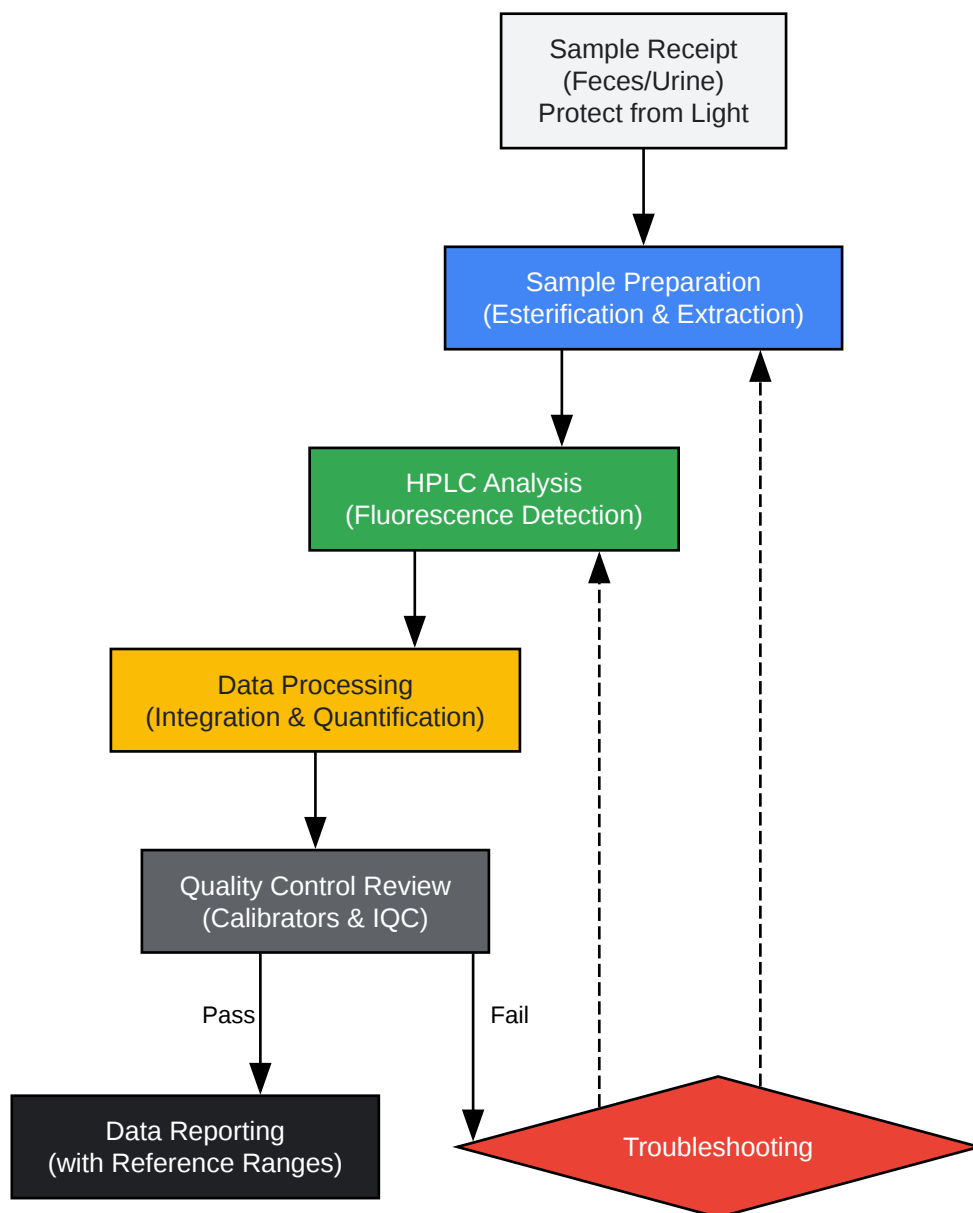 Sample Receipt
(Feces/Urine)
Protect from Light
Sample Preparation
(Esterification & Extraction)
HPLC Analysis
(Fluorescence Detection)
Data Processing
(Integration & Quantification)
Quality Control Review
(Calibrators & IQC)
Pass
Fail
Data Reporting
(with Reference Ranges)
Troubleshooting